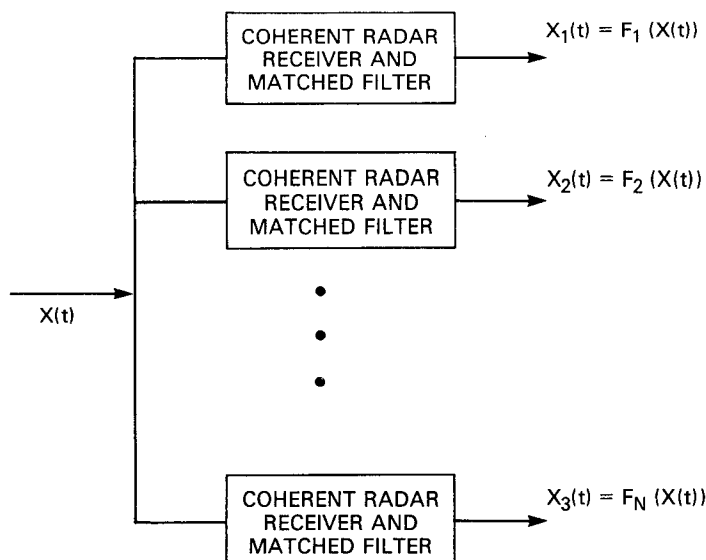 COHERENT RADAR
RECEIVER AND
MATCHED FILTER
X₁(t) = F₁ (X(t))
COHERENT RADAR
RECEIVER AND
MATCHED FILTER
X₂(t) = F₂ (X(t))
X(t)
COHERENT RADAR
RECEIVER AND
MATCHED FILTER
X₃(t) = F_N (X(t))